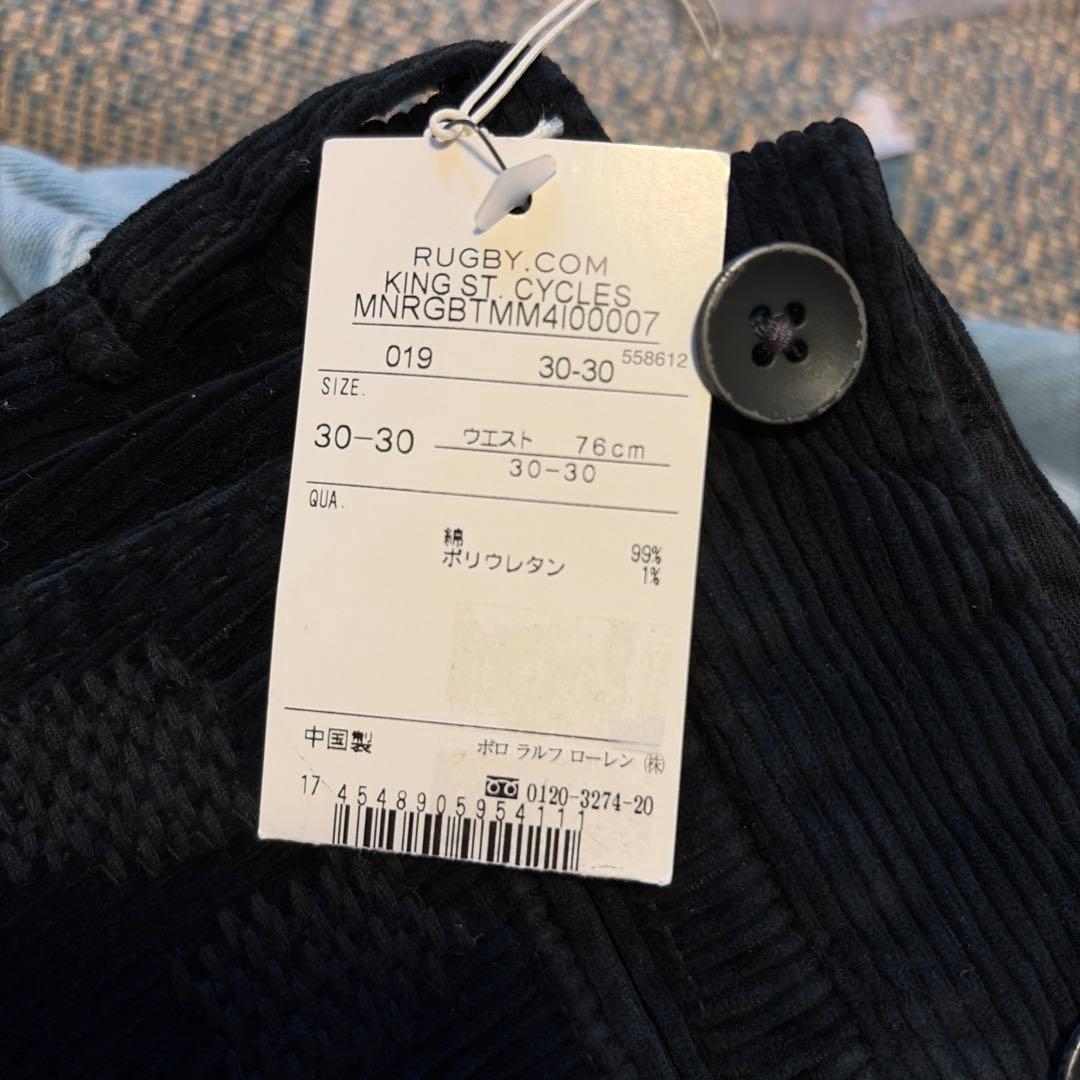 RUGBY.COM
KING ST. CYCLES
MNRGBTMM4I00007
019 30-30 558612
SIZE.
30-30 ウエスト 76cm
30-30
QUA.
綿 99%
ポリウレタン 1%
中国製 ポロ ラルフ ローレン (株)
0120-3274-20
17 4548905954111